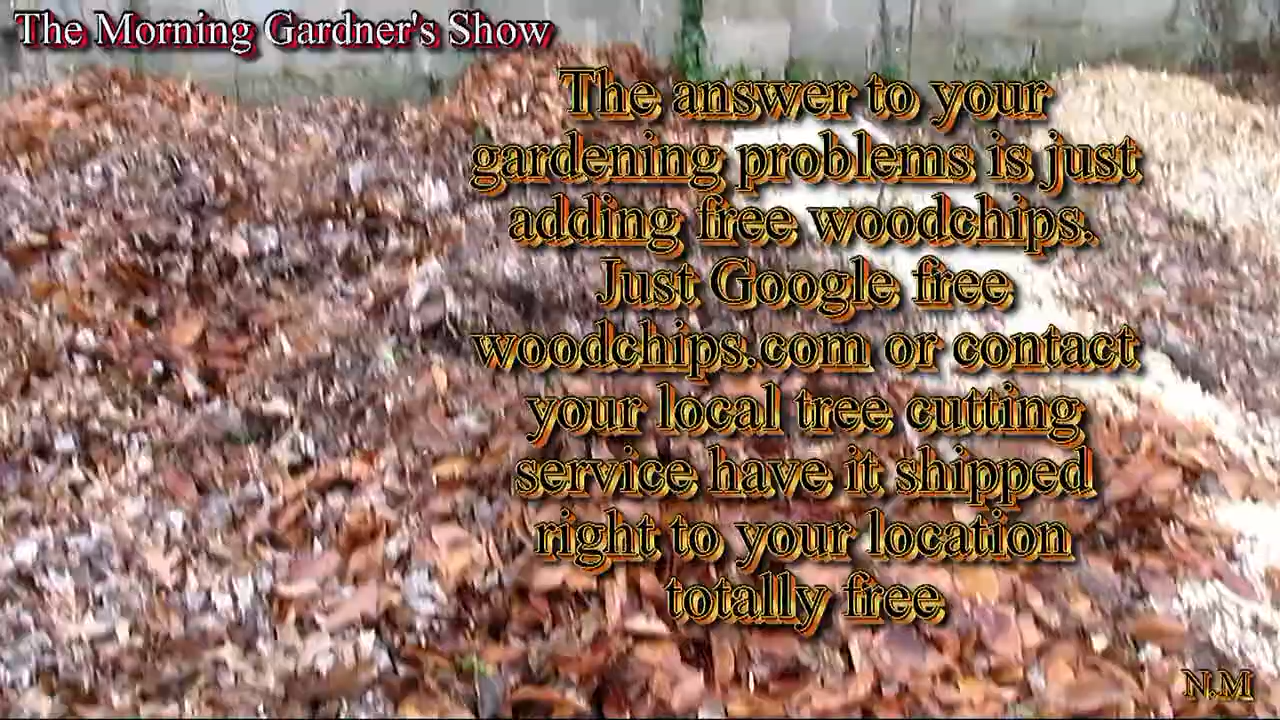 The Morning Gardner's Show
The answer to your
gardening problems is just
adding free woodchips.
Just Google free
woodchips.com or contact
your local tree cutting
service have it shipped
right to your location
totally free
N.M